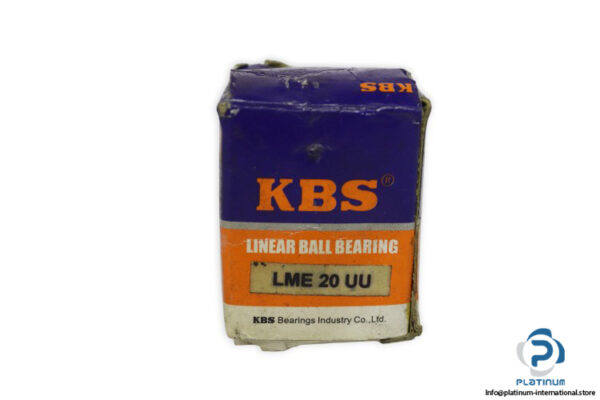 KBS
KBS®
LINEAR BALL BEARING
LME 20 UU
KBS Bearings Industry Co.,Ltd.
P
PLATINUM
Info@platinum-international.store